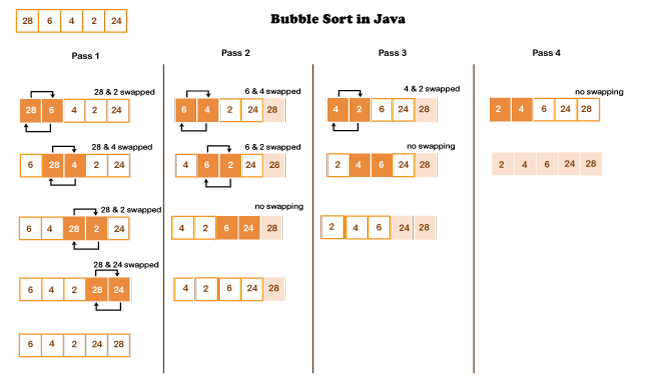 28 6 4 2 24
Bubble Sort in Java
Pass 1
28 & 2 swapped
28 6 4 2 24
28 & 4 swapped
6 28 4 2 24
28 & 2 swapped
6 4 28 2 24
28 & 24 swapped
6 4 2 28 24
6 4 2 24 28
Pass 2
6 & 4 swapped
6 4 2 24 28
6 & 2 swapped
4 6 2 24 28
no swapping
4 2 6 24 28
4 2 6 24 28
Pass 3
4 & 2 swapped
4 2 6 24 28
no swapping
2 4 6 24 28
2 4 6 24 28
Pass 4
no swapping
2 4 6 24 28
2 4 6 24 28